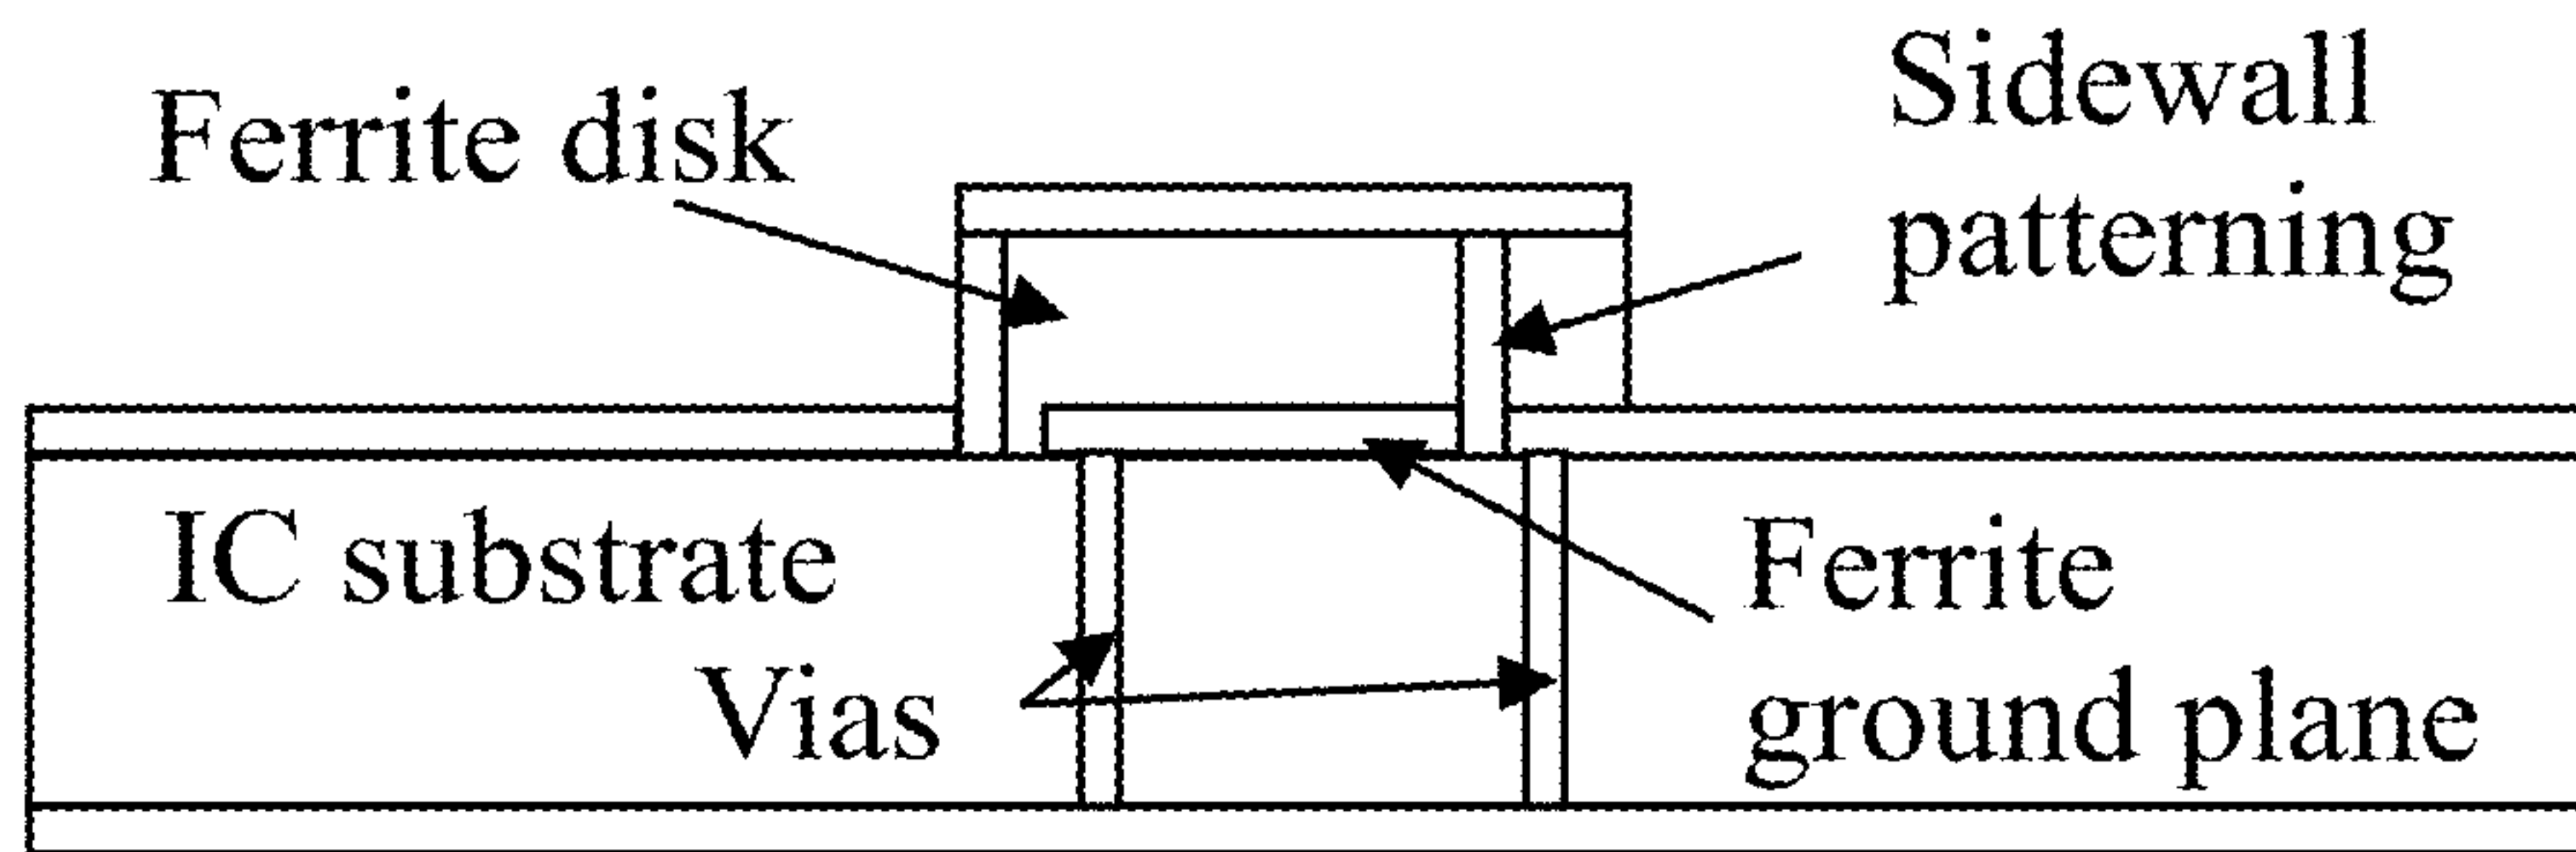 Ferrite disk
Sidewall
patterning
IC substrate
Vias
Ferrite
ground plane